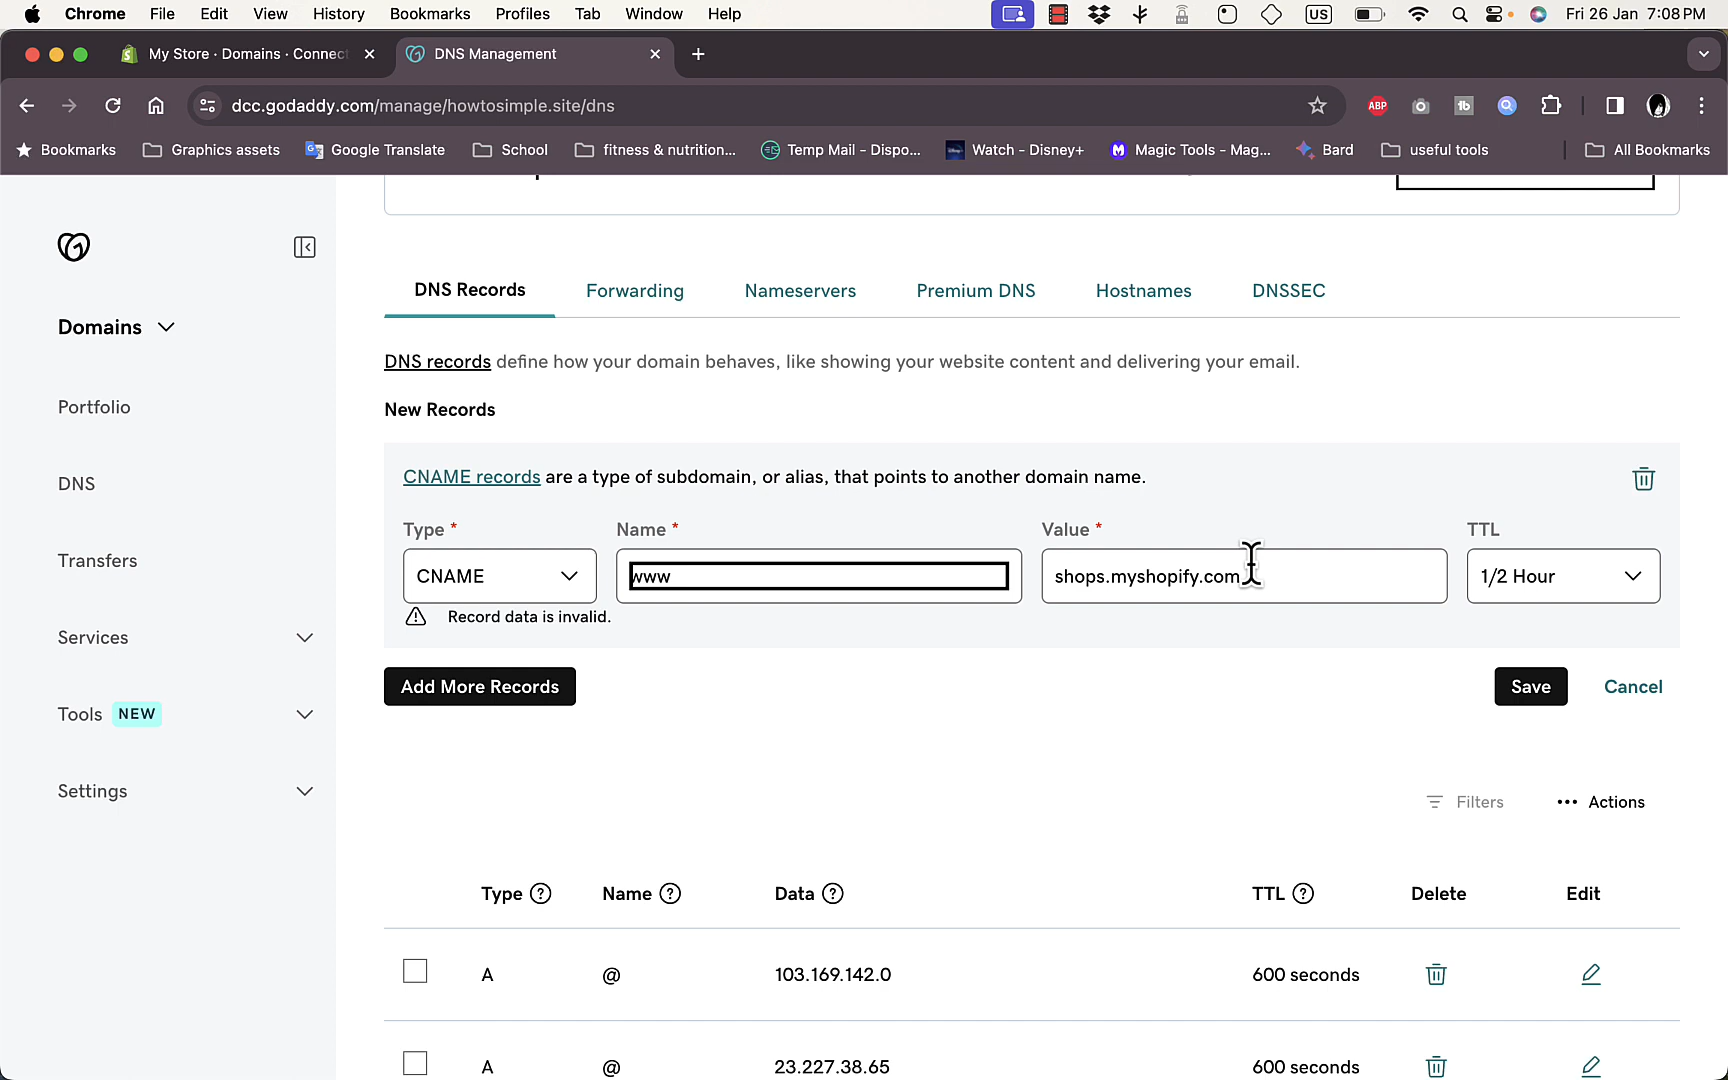 Chrome File Edit View History Bookmarks Profiles Tab Window Help US Fri 26 Jan 7:08 PM
My Store · Domains · Connect DNS Management
dcc.godaddy.com/manage/howtosimple.site/dns ABP tb
Bookmarks Graphics assets Google Translate School fitness & nutrition... Temp Mail - Dispo... Watch - Disney+ Magic Tools - Mag... Bard useful tools All Bookmarks
DNS Records Forwarding Nameservers Premium DNS Hostnames DNSSEC
Domains
DNS records define how your domain behaves, like showing your website content and delivering your email.
Portfolio
New Records
DNS
CNAME records are a type of subdomain, or alias, that points to another domain name.
Type * Name * Value * TTL
Transfers
CNAME www shops.myshopify.com 1/2 Hour
Record data is invalid.
Services
Add More Records Save Cancel
Tools NEW
Settings
Filters ••• Actions
Type ? Name ? Data ? TTL ? Delete Edit
A @ 103.169.142.0 600 seconds
A @ 23.227.38.65 600 seconds